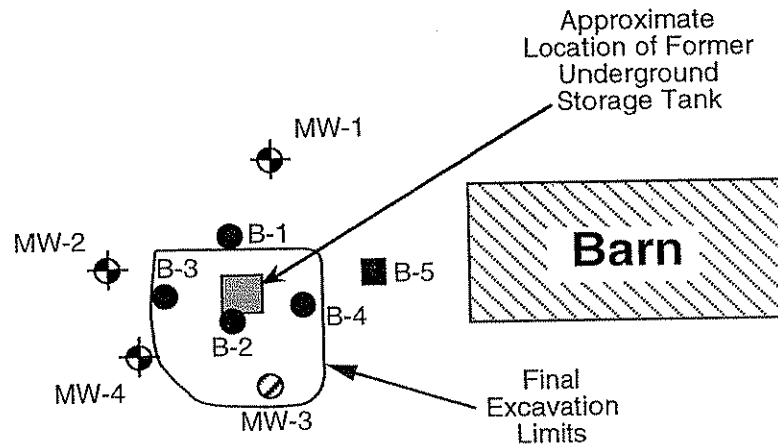 Approximate
Location of Former
Underground
Storage Tank
MW-1
B-1
MW-2
B-3
B-5
Barn
B-4
B-2
MW-4
MW-3
Final
Excavation
Limits